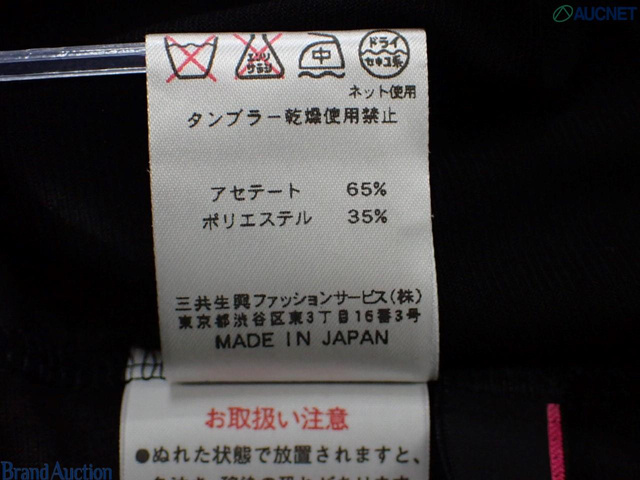 AUCNET
エンソ
サラシ
中
ドライ
セキユ系
ネット使用
タンブラー乾燥使用禁止
アセテート 65%
ポリエステル 35%
三共生興ファッションサービス(株)
東京都渋谷区東3丁目16番3号
MADE IN JAPAN
お取扱い注意
●ぬれた状態で放置されますと、
Brand Auction